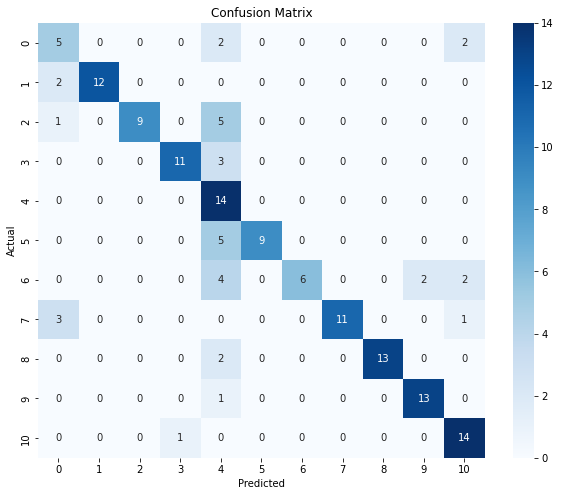 Confusion Matrix
0 5 0 0 0 2 0 0 0 0 0 2
1 2 12 0 0 0 0 0 0 0 0 0
2 1 0 9 0 5 0 0 0 0 0 0
3 0 0 0 11 3 0 0 0 0 0 0
4 0 0 0 0 14 0 0 0 0 0 0
5 0 0 0 0 5 9 0 0 0 0 0
6 0 0 0 0 4 0 6 0 0 2 2
7 3 0 0 0 0 0 0 11 0 0 1
8 0 0 0 0 2 0 0 0 13 0 0
9 0 0 0 0 1 0 0 0 0 13 0
10 0 0 0 1 0 0 0 0 0 0 14
0 1 2 3 4 5 6 7 8 9 10
Predicted
Actual
14
12
10
8
6
4
2
0